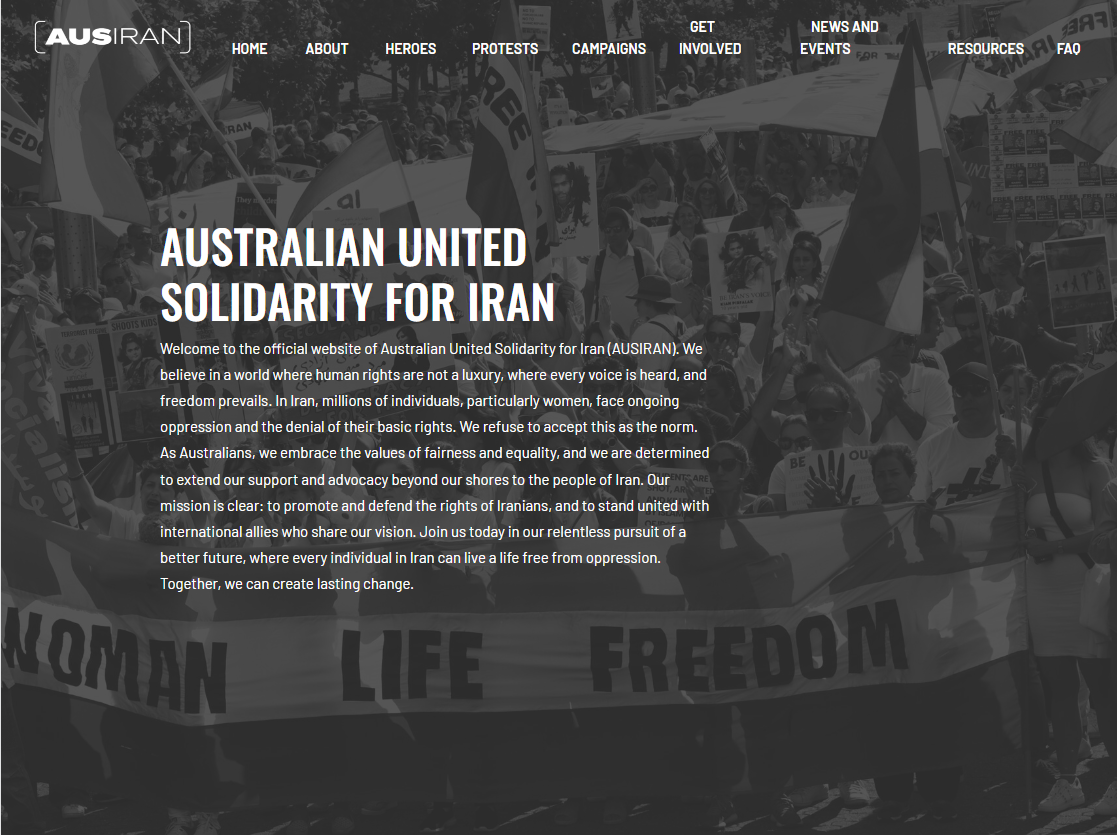 [AUSIRAN]
HOME
ABOUT
HEROES
PROTESTS
CAMPAIGNS
GET
INVOLVED
NEWS AND
EVENTS
RESOURCES
FAQ
FREE
IRAN
AUSTRALIAN UNITED
SOLIDARITY FOR IRAN
Welcome to the official website of Australian United Solidarity for Iran (AUSIRAN). We
believe in a world where human rights are not a luxury, where every voice is heard, and
freedom prevails. In Iran, millions of individuals, particularly women, face ongoing
oppression and the denial of their basic rights. We refuse to accept this as the norm.
As Australians, we embrace the values of fairness and equality, and we are determined
to extend our support and advocacy beyond our shores to the people of Iran. Our
mission is clear: to promote and defend the rights of Iranians, and to stand united with
international allies who share our vision. Join us today in our relentless pursuit of a
better future, where every individual in Iran can live a life free from oppression.
Together, we can create lasting change.
SHOOTS KIDS
BE OU
WOMAN LIFE FREEDOM